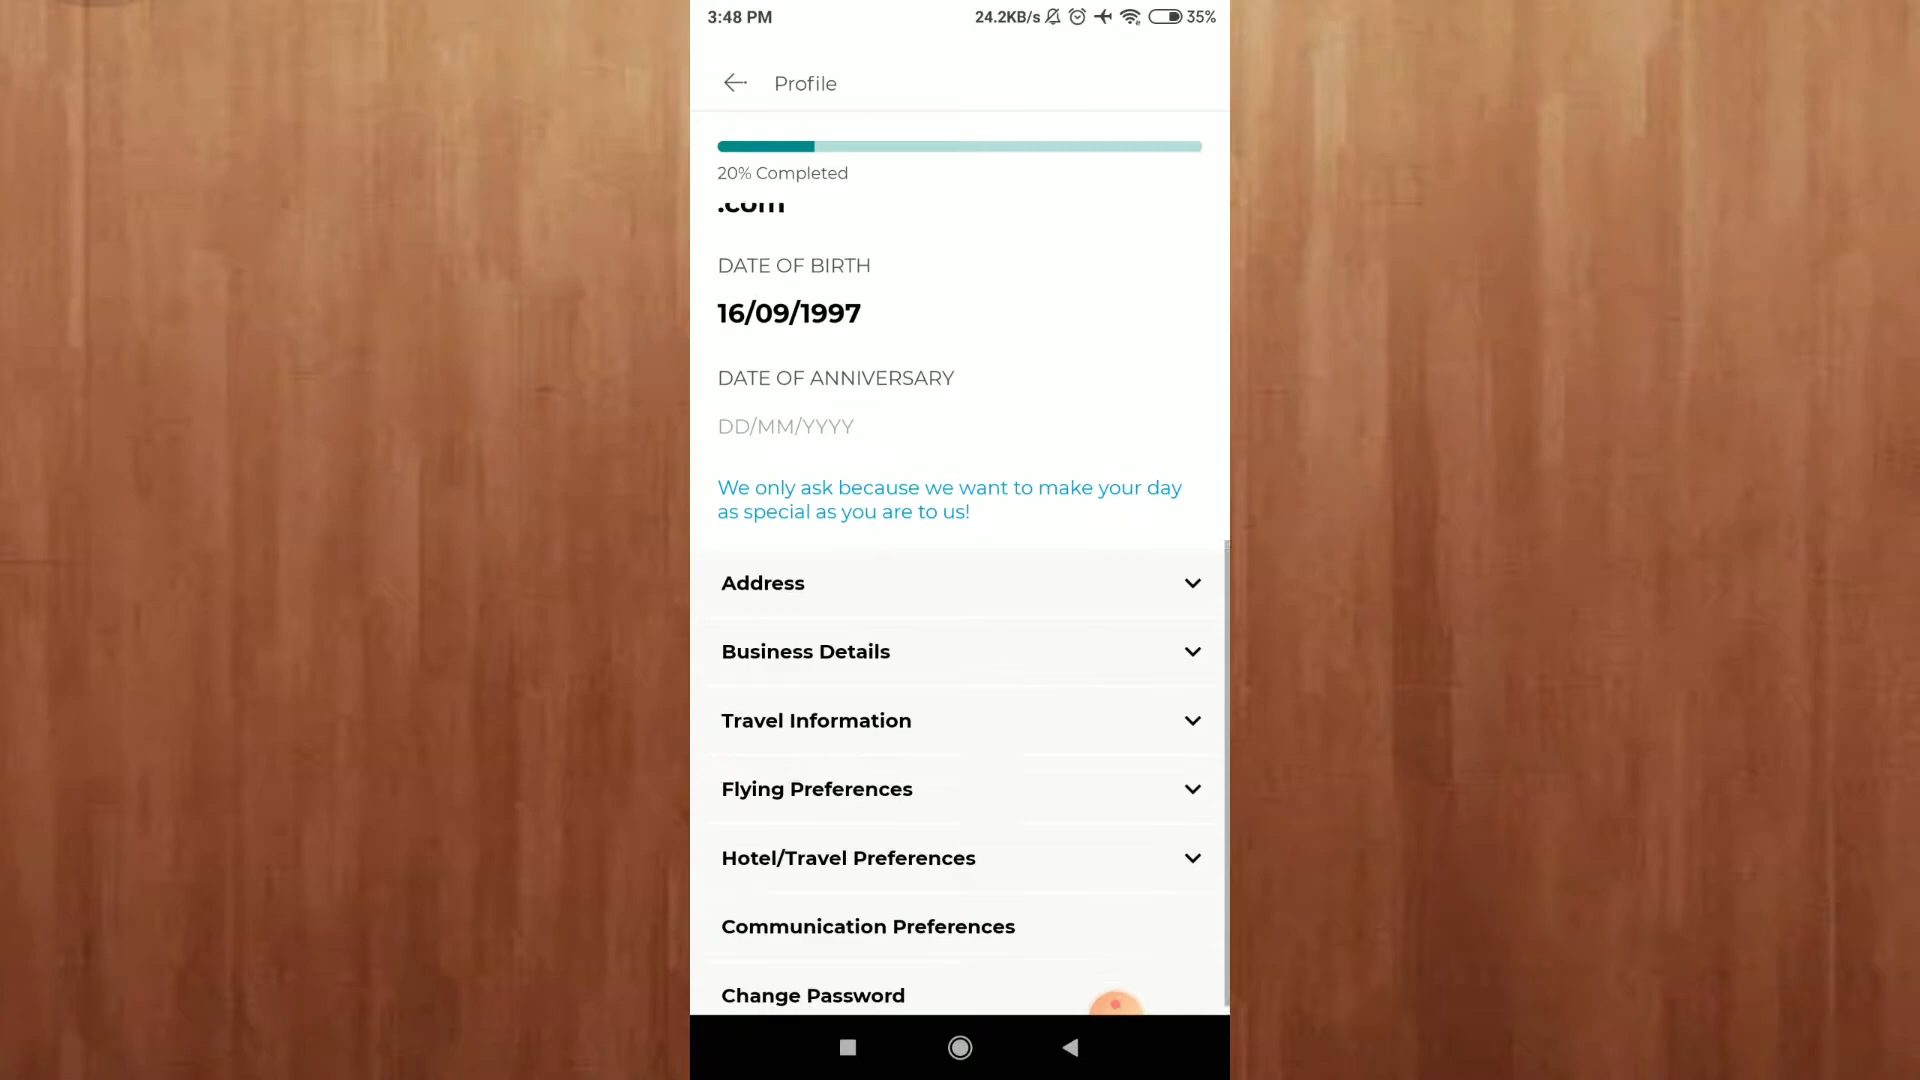 3:48 PM 24.2KB/s 35%
Profile
20% Completed
.com
DATE OF BIRTH
16/09/1997
DATE OF ANNIVERSARY
DD/MM/YYYY
We only ask because we want to make your day
as special as you are to us!
Address
Business Details
Travel Information
Flying Preferences
Hotel/Travel Preferences
Communication Preferences
Change Password